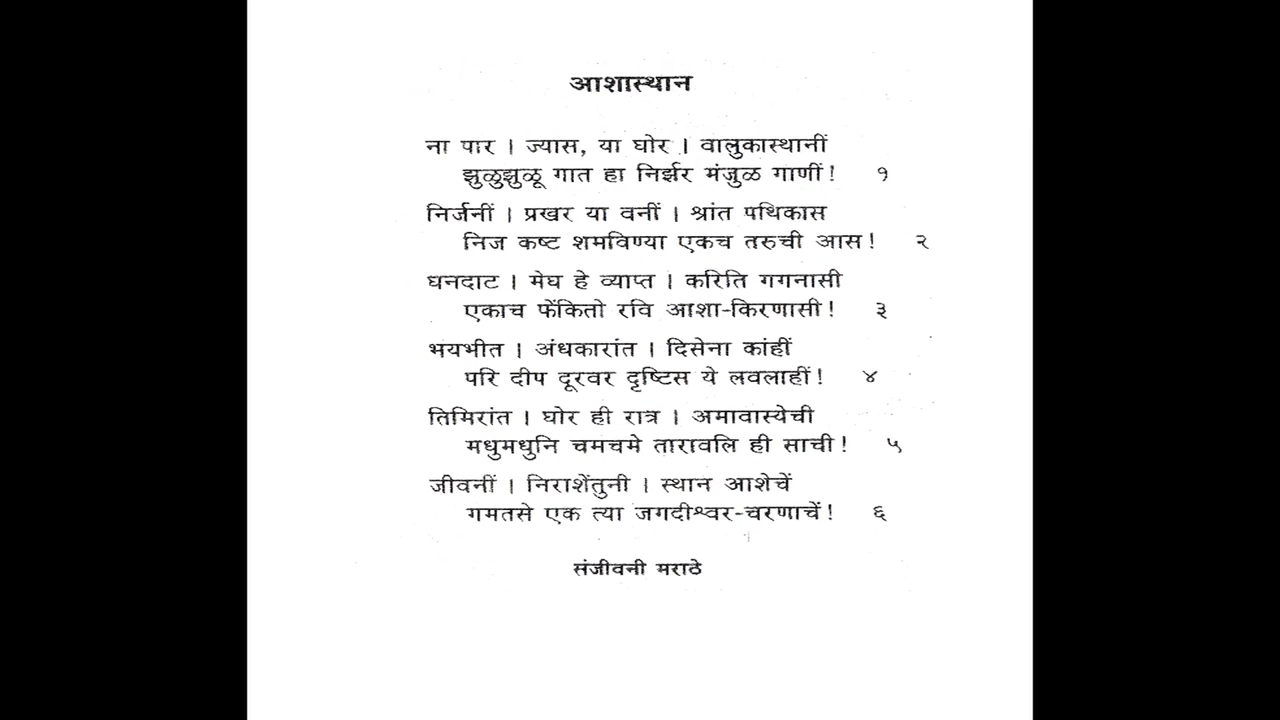 आशास्थान
ना पार । ज्यास, या घोर । वालुकास्थानीं
झुळुझुळू गात हा निर्झर मंजुळ गाणीं! १
निर्जनीं । प्रखर या वनीं । श्रांत पथिकास
निज कष्ट शमविण्या एकच तरुची आस! २
घनदाट । मेघ हे व्याप्त । करिति गगनासी
एकाच फेंकितो रवि आशा-किरणासी! ३
भयभीत । अंधकारांत । दिसेना कांहीं
परि दीप दूरवर दृष्टिस ये लवलाहीं! ४
तिमिरांत । घोर ही रात्र । अमावास्येची
मधुमधुनि चमचमे तारावलि ही साची! ५
जीवनीं । निराशेंतुनी । स्थान आशेचें
गमतसे एक त्या जगदीश्वर-चरणाचें! ६
संजीवनी मराठे